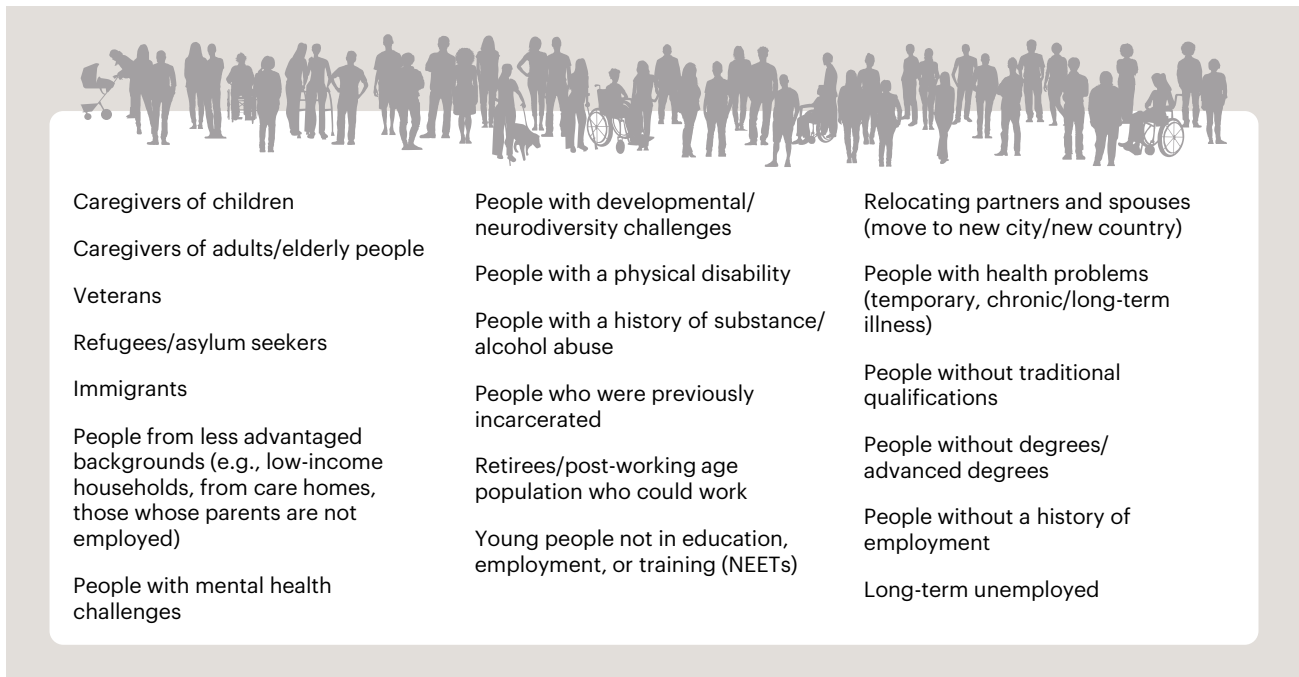 Caregivers of children
Caregivers of adults/elderly people
Veterans
Refugees/asylum seekers
Immigrants
People from less advantaged
backgrounds (e.g., low-income
households, from care homes,
those whose parents are not
employed)
People with mental health
challenges
People with developmental/
neurodiversity challenges
People with a physical disability
People with a history of substance/
alcohol abuse
People who were previously
incarcerated
Retirees/post-working age
population who could work
Young people not in education,
employment, or training (NEETs)
Relocating partners and spouses
(move to new city/new country)
People with health problems
(temporary, chronic/long-term
illness)
People without traditional
qualifications
People without degrees/
advanced degrees
People without a history of
employment
Long-term unemployed